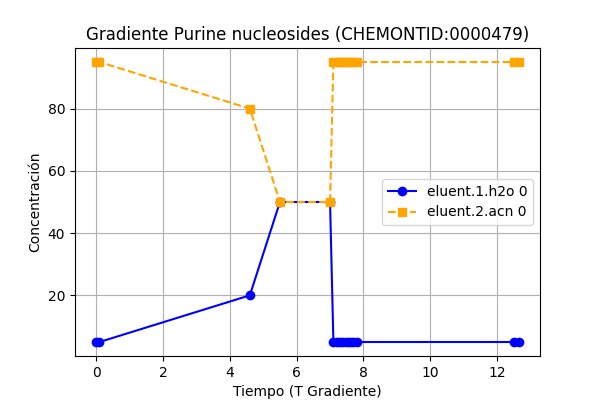 Gradiente Purine nucleosides (CHEMONTID:0000479)
Concentración
80
60
40
20
eluent.1.h2o 0
eluent.2.acn 0
0 2 4 6 8 10 12
Tiempo (T Gradiente)